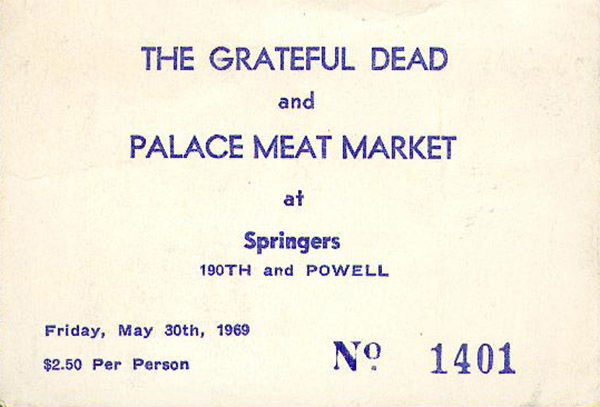 THE GRATEFUL DEAD
and
PALACE MEAT MARKET
at
Springers
190TH and POWELL
Friday, May 30th, 1969
$2.50 Per Person
Nº. 1401